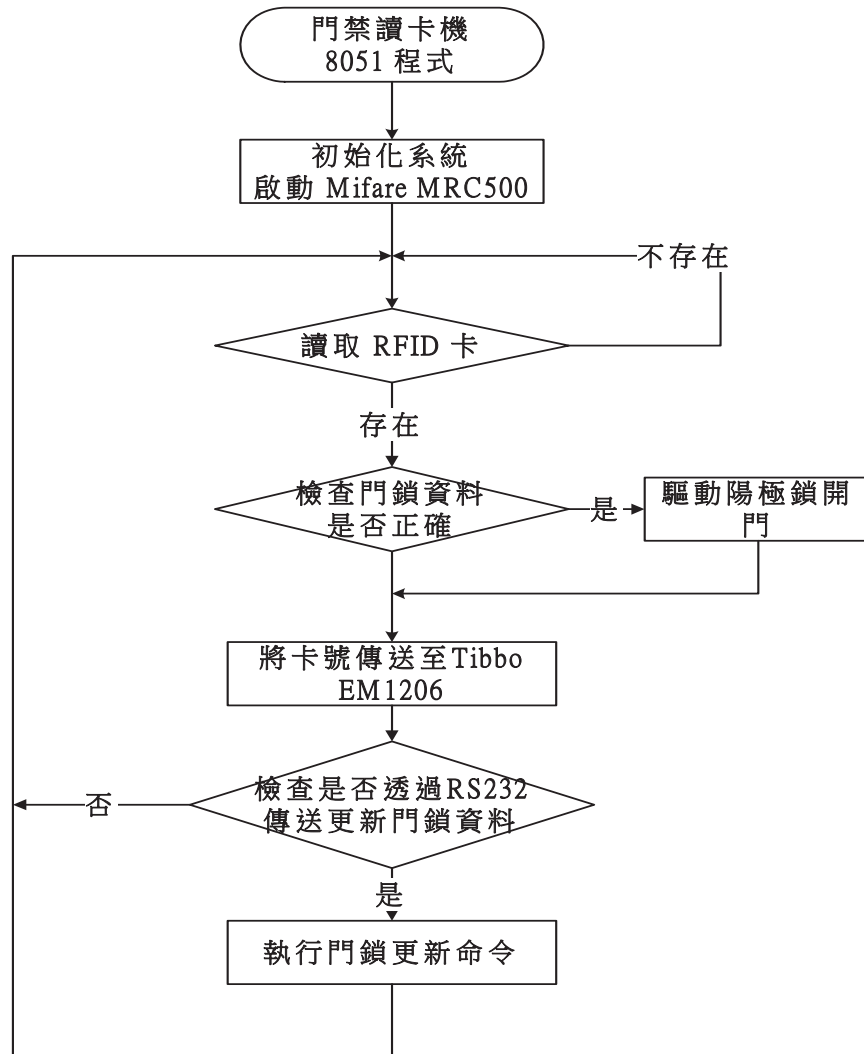 門禁讀卡機
8051 程式
初始化系統
啟動 Mifare MRC500
不存在
讀取 RFID 卡
存在
檢查門鎖資料
是否正確
是
驅動陽極鎖開
門
將卡號傳送至Tibbo
EM1206
檢查是否透過RS232
傳送更新門鎖資料
否
是
執行門鎖更新命令